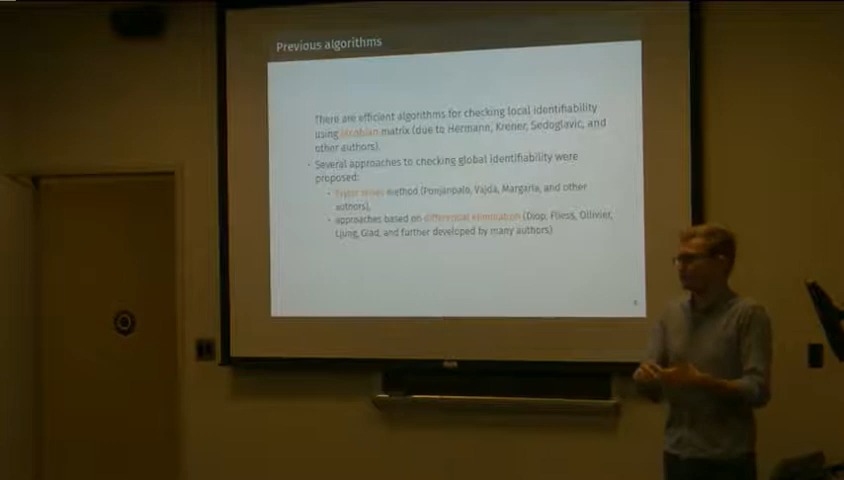 Previous algorithms
There are efficient algorithms for checking local identifiability
using Jacobian matrix (due to Hermann, Krener, Sedoglavic, and
other authors).
• Several approaches to checking global identifiability were
proposed:
• Taylor series method (Pohjanpalo, Vajda, Margaria, and other
authors),
• approaches based on differential elimination (Diop, Fliess, Ollivier,
Ljung, Glad, and further developed by many authors)